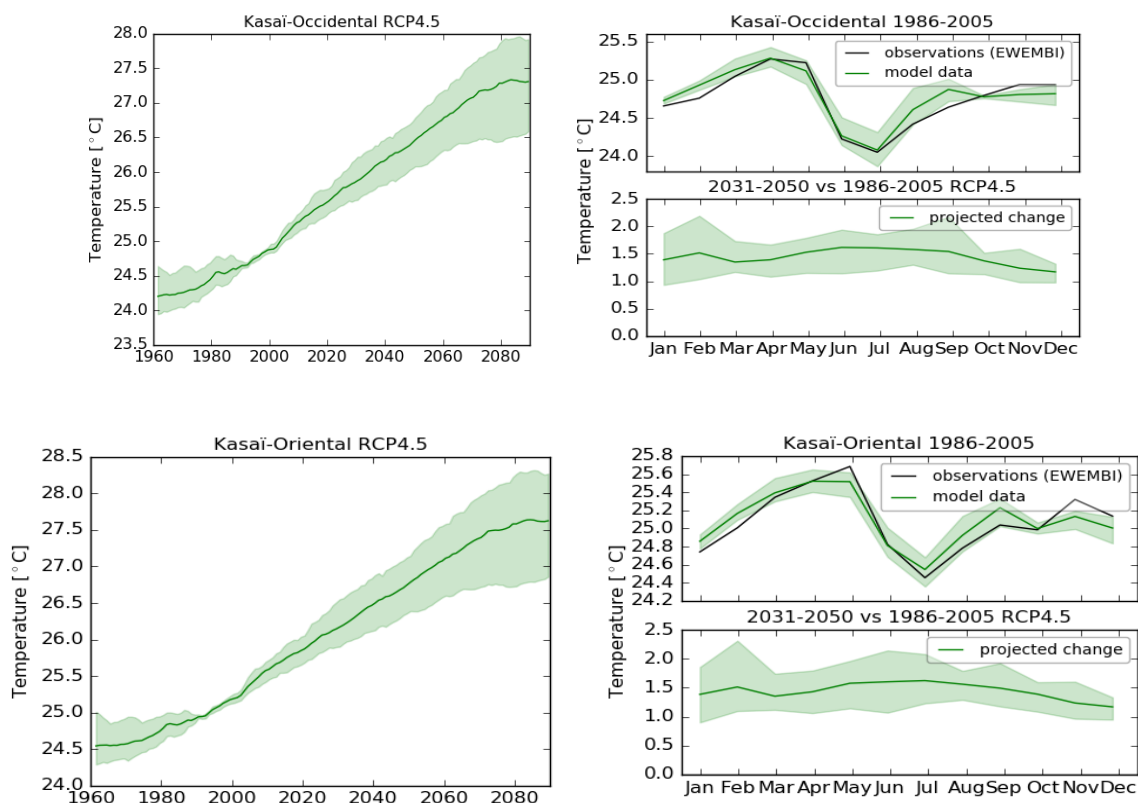 Kasaï-Occidental RCP4.5
Temperature [°C]
28.0
27.5
27.0
26.5
26.0
25.5
25.0
24.5
24.0
23.5
1960 1980 2000 2020 2040 2060 2080
Kasaï-Occidental 1986-2005
observations (EWEMBI)
model data
Temperature [°C]
25.5
25.0
24.5
24.0
2031-2050 vs 1986-2005 RCP4.5
projected change
2.5
2.0
1.5
1.0
0.5
0.0
Jan Feb Mar Apr May Jun Jul Aug Sep Oct Nov Dec
Kasaï-Oriental RCP4.5
Temperature [°C]
28.5
28.0
27.5
27.0
26.5
26.0
25.5
25.0
24.5
24.0
1960 1980 2000 2020 2040 2060 2080
Kasaï-Oriental 1986-2005
observations (EWEMBI)
model data
Temperature [°C]
25.8
25.6
25.4
25.2
25.0
24.8
24.6
24.4
24.2
2031-2050 vs 1986-2005 RCP4.5
projected change
2.5
2.0
1.5
1.0
0.5
0.0
Jan Feb Mar Apr May Jun Jul Aug Sep Oct Nov Dec